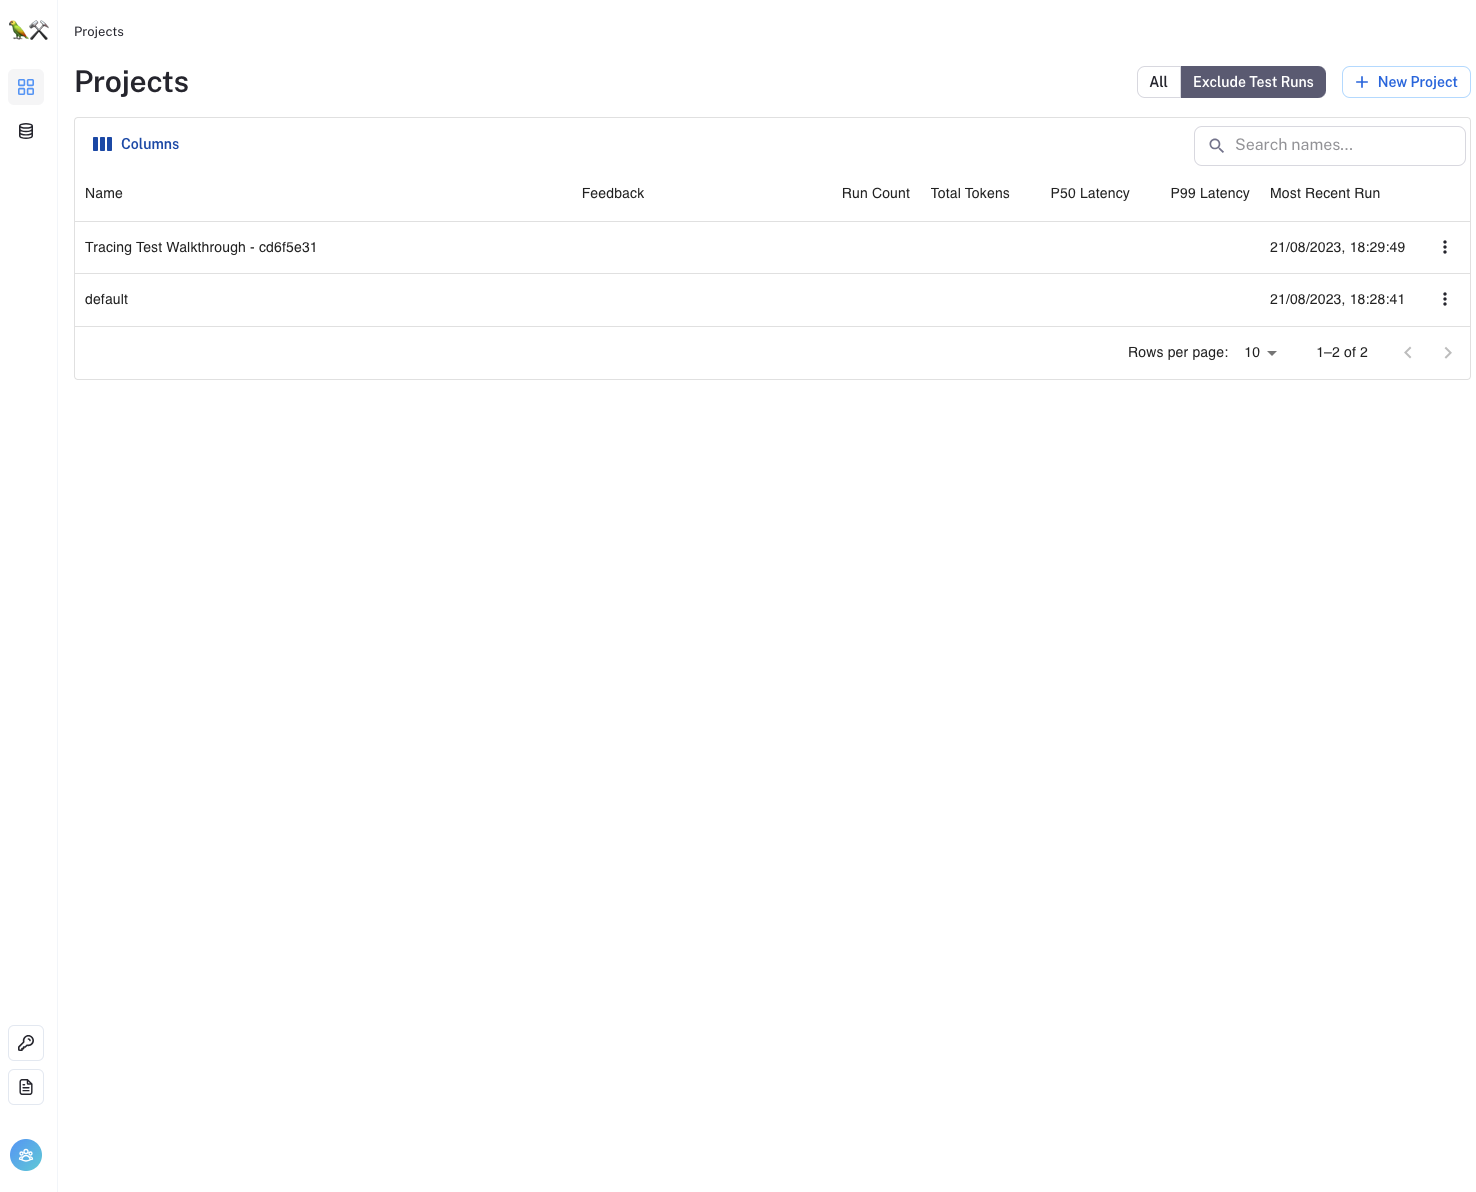 Projects
Projects
All Exclude Test Runs New Project
Columns
Search names...
Name Feedback Run Count Total Tokens P50 Latency P99 Latency Most Recent Run
Tracing Test Walkthrough - cd6f5e31 21/08/2023, 18:29:49
default 21/08/2023, 18:28:41
Rows per page: 10 1–2 of 2